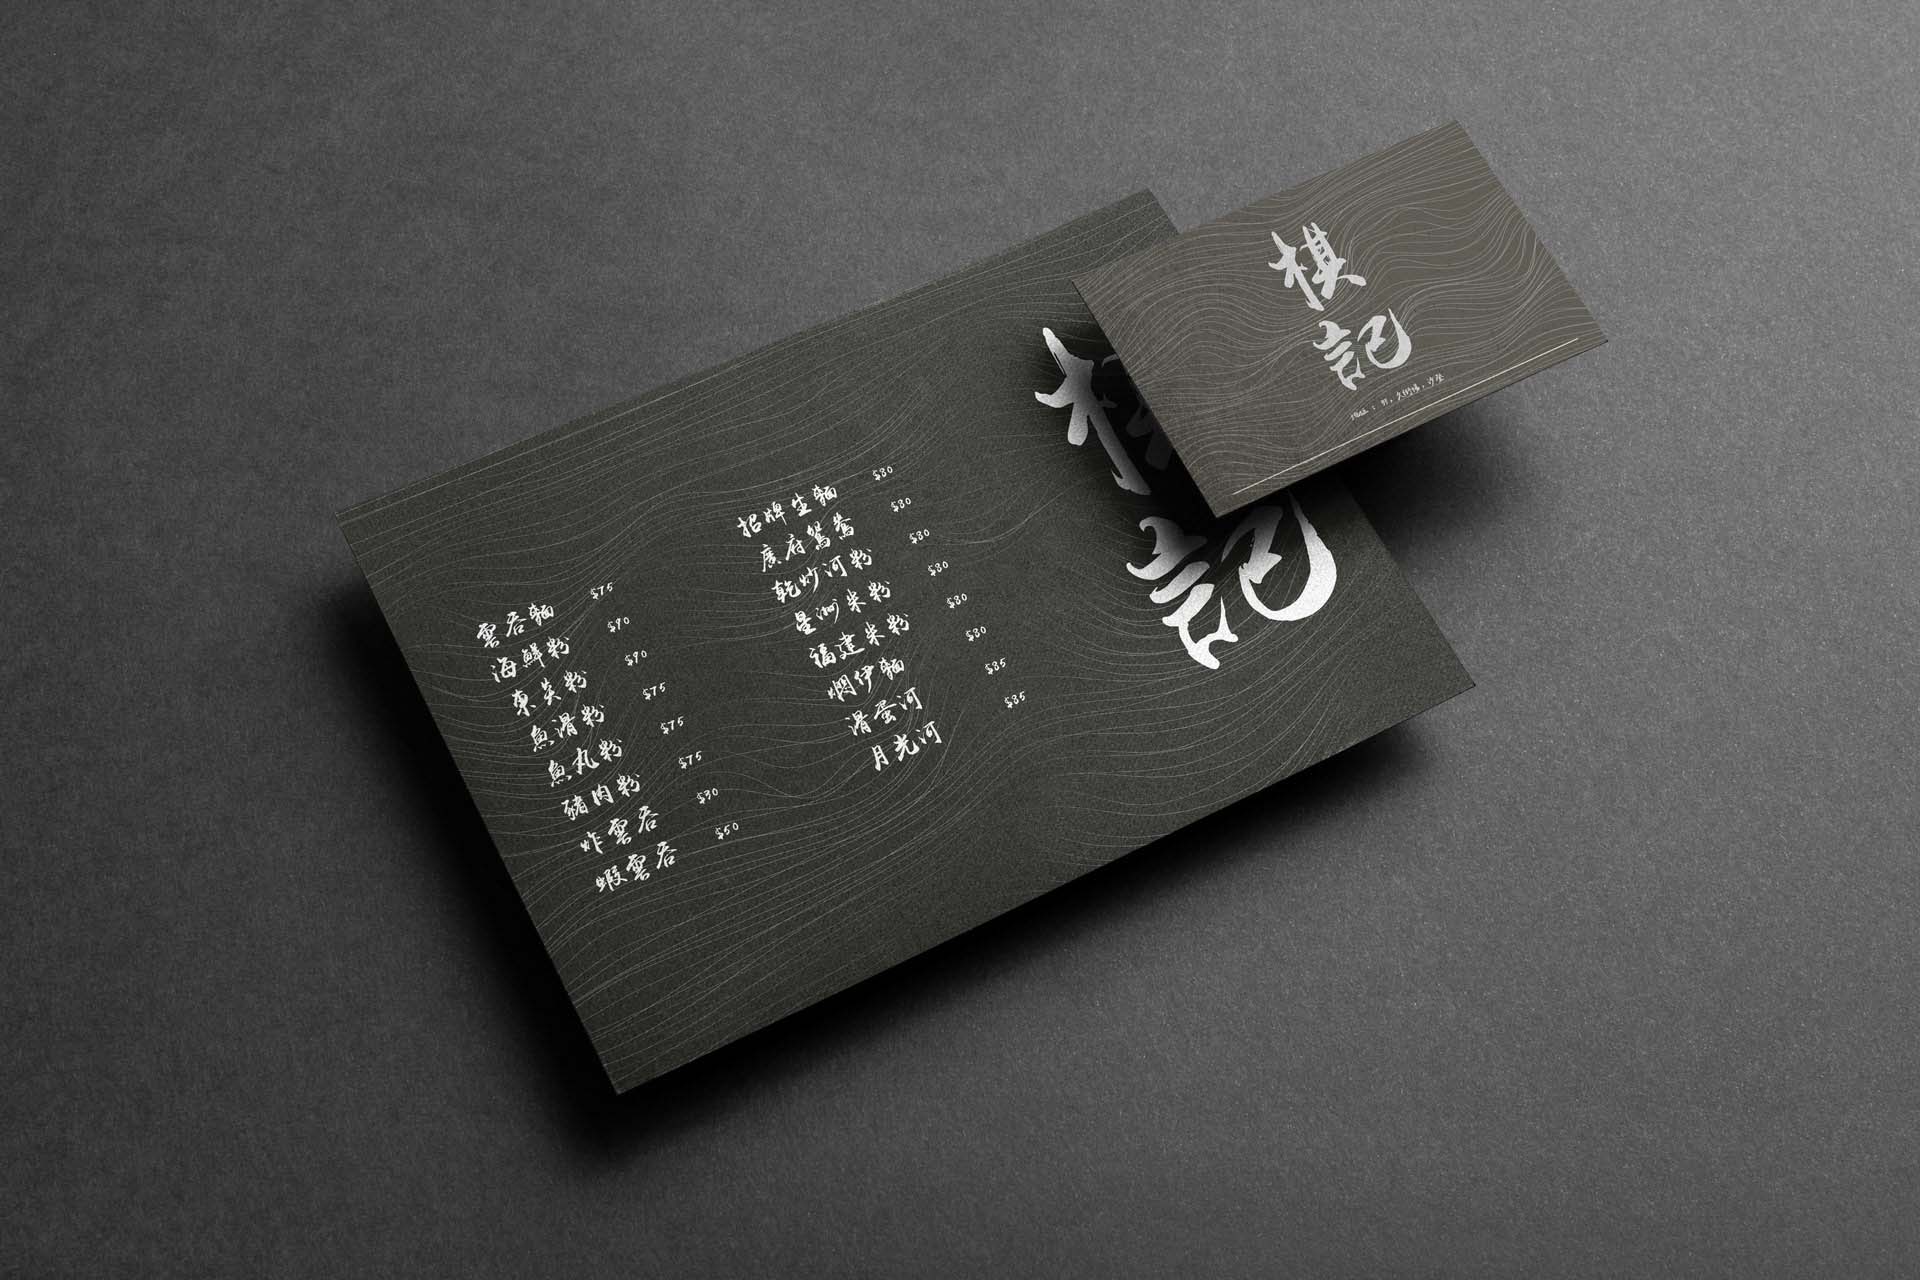 雲吞麵 $75
海鮮粉 $90
東炎粉 $90
魚滑粉 $75
魚丸粉 $75
豬肉粉 $75
炸雲吞 $30
蝦雲吞 $50
招牌生麵 $80
廣府鴛鴦 $80
乾炒河粉 $80
星洲米粉 $80
福建米粉 $80
燜伊麵 $80
滑蛋河 $85
月光河 $85
棋
記
記